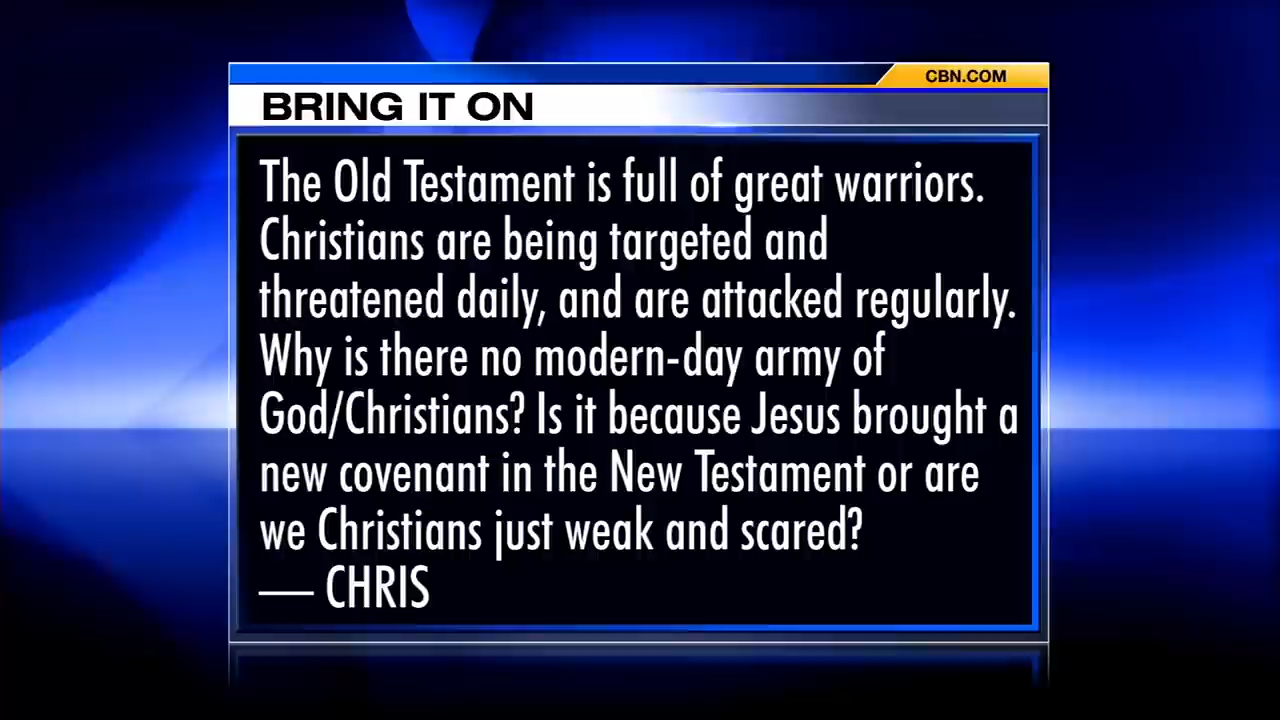 CBN.COM
BRING IT ON
The Old Testament is full of great warriors.
Christians are being targeted and
threatened daily, and are attacked regularly.
Why is there no modern-day army of
God/Christians? Is it because Jesus brought a
new covenant in the New Testament or are
we Christians just weak and scared?
— CHRIS